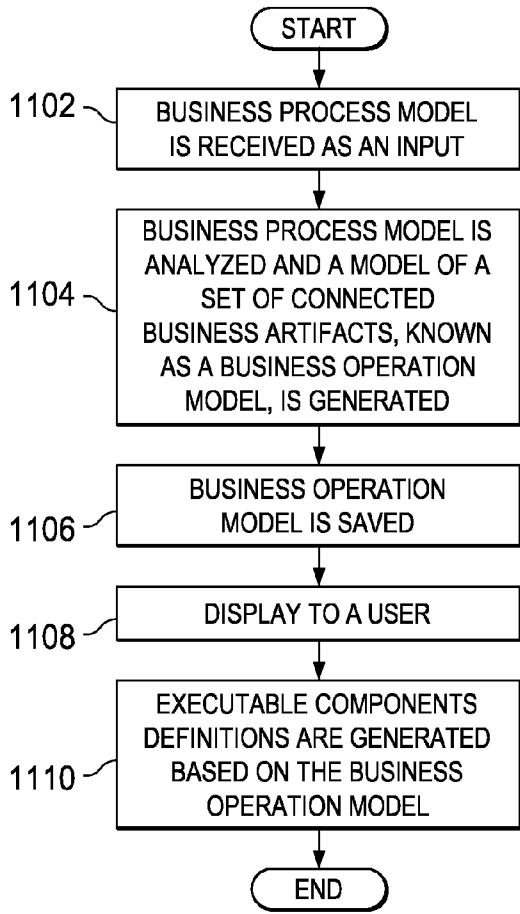 START
1102
BUSINESS PROCESS MODEL
IS RECEIVED AS AN INPUT
1104
BUSINESS PROCESS MODEL IS
ANALYZED AND A MODEL OF A
SET OF CONNECTED
BUSINESS ARTIFACTS, KNOWN
AS A BUSINESS OPERATION
MODEL, IS GENERATED
1106
BUSINESS OPERATION
MODEL IS SAVED
1108
DISPLAY TO A USER
1110
EXECUTABLE COMPONENTS
DEFINITIONS ARE GENERATED
BASED ON THE BUSINESS
OPERATION MODEL
END